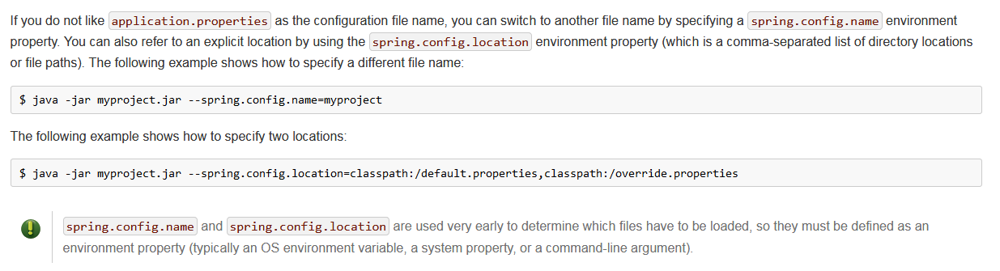 If you do not like application.properties as the configuration file name, you can switch to another file name by specifying a spring.config.name environment
property. You can also refer to an explicit location by using the spring.config.location environment property (which is a comma-separated list of directory locations
or file paths). The following example shows how to specify a different file name:
$ java -jar myproject.jar --spring.config.name=myproject
The following example shows how to specify two locations:
$ java -jar myproject.jar --spring.config.location=classpath:/default.properties,classpath:/override.properties
spring.config.name and spring.config.location are used very early to determine which files have to be loaded, so they must be defined as an
environment property (typically an OS environment variable, a system property, or a command-line argument).